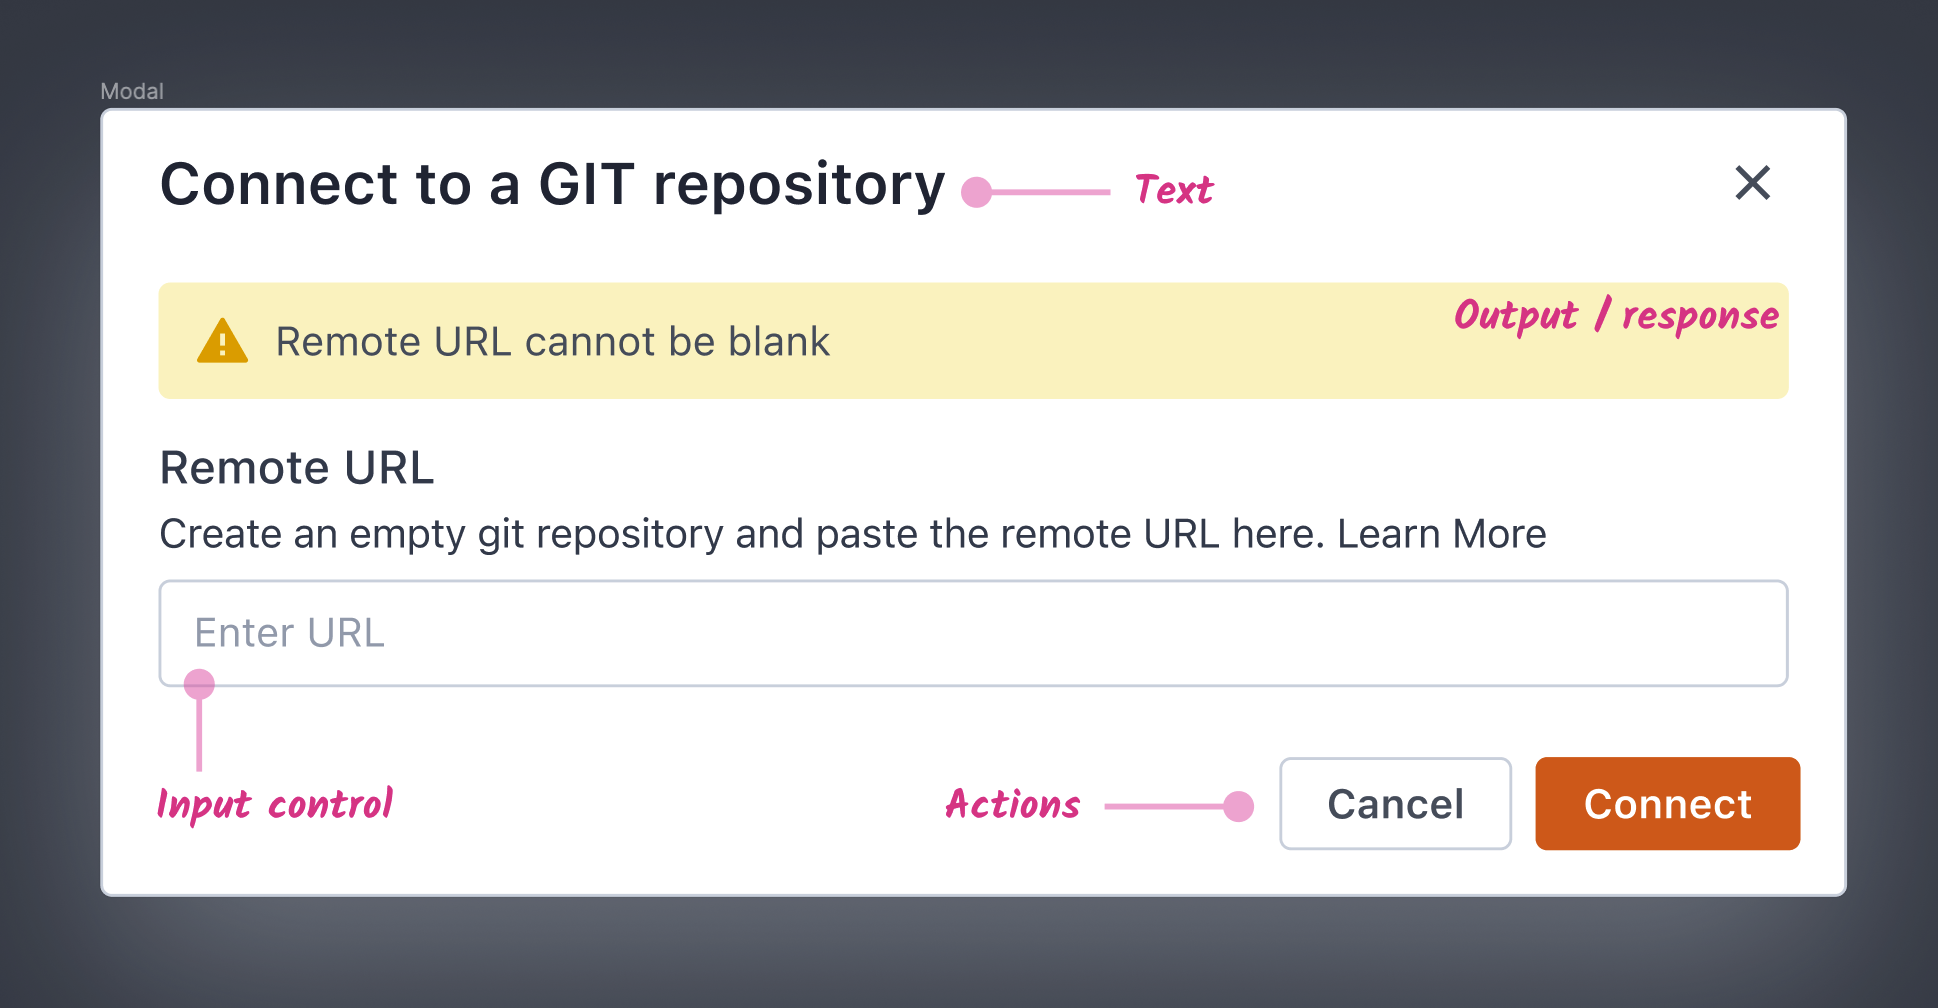 Modal
Connect to a GIT repository
Text
Output / response
Remote URL cannot be blank
Remote URL
Create an empty git repository and paste the remote URL here. Learn More
Enter URL
Input control
Actions
Cancel
Connect